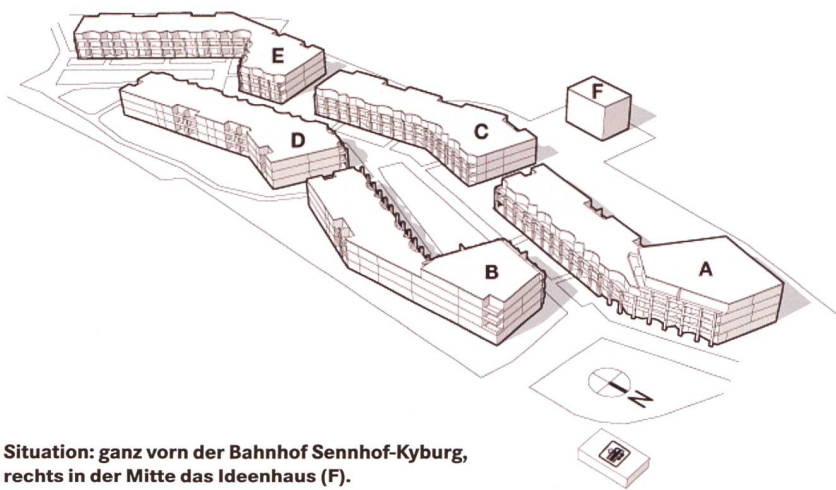 E
F
C
D
B
A
N
Situation: ganz vorn der Bahnhof Sennhof-Kyburg,
rechts in der Mitte das Ideenhaus (F).